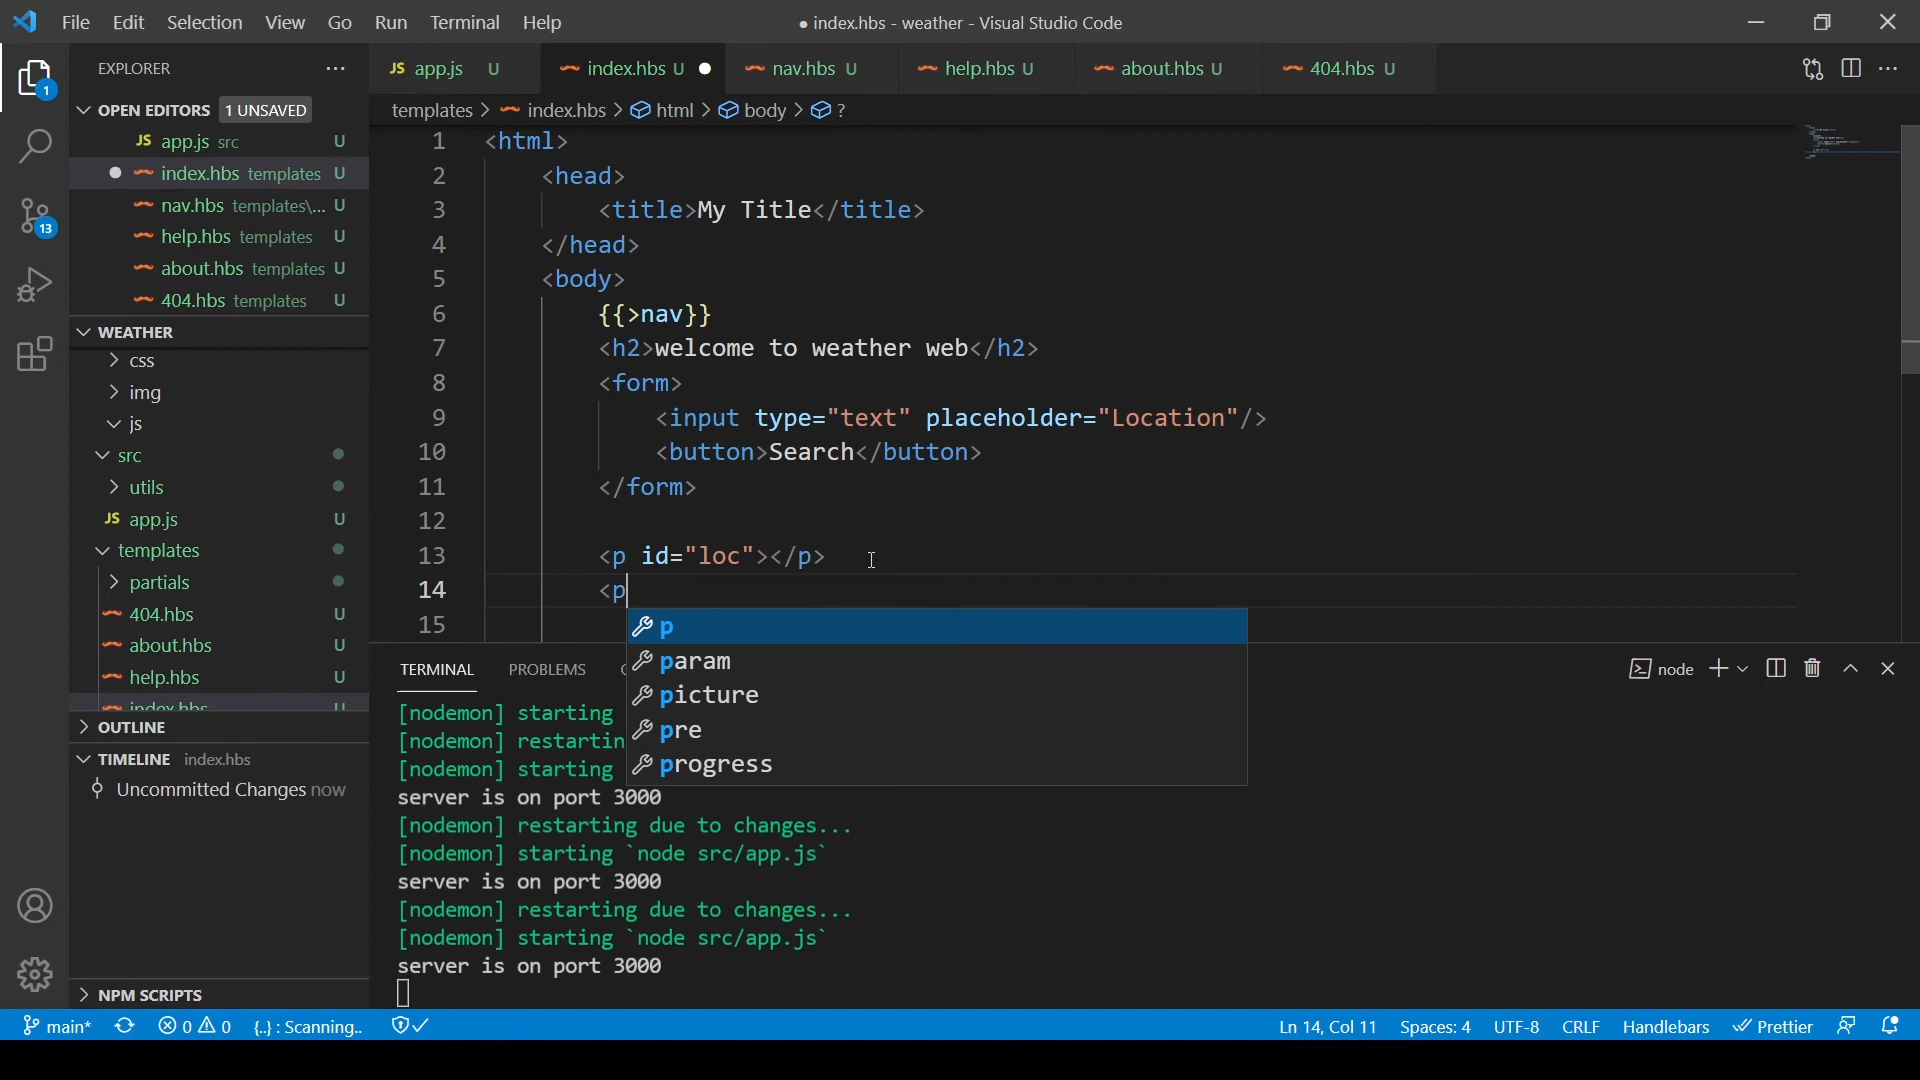 File Edit Selection View Go Run Terminal Help ● index.hbs - weather - Visual Studio Code
EXPLORER ...
JS app.js U index.hbs U nav.hbs U help.hbs U about.hbs U 404.hbs U ...
OPEN EDITORS 1 UNSAVED
templates > index.hbs > html > body > ?
JS app.js src U
index.hbs templates U
nav.hbs templates\... U
help.hbs templates U
about.hbs templates U
404.hbs templates U
WEATHER
css
img
js
src
utils
JS app.js U
templates
partials
404.hbs U
about.hbs U
help.hbs U
index.hbs U
OUTLINE
TIMELINE index.hbs
Uncommitted Changes now
NPM SCRIPTS
1
13
1 <html>
2 <head>
3 <title>My Title</title>
4 </head>
5 <body>
6 {{>nav}}
7 <h2>welcome to weather web</h2>
8 <form>
9 <input type="text" placeholder="Location"/>
10 <button>Search</button>
11 </form>
12
13 <p id="loc"></p>
14 <p
15
p
param
picture
pre
progress
TERMINAL PROBLEMS node
[nodemon] starting
[nodemon] restartin
[nodemon] starting
server is on port 3000
[nodemon] restarting due to changes...
[nodemon] starting `node src/app.js`
server is on port 3000
[nodemon] restarting due to changes...
[nodemon] starting `node src/app.js`
server is on port 3000
main* 0 0 {..} : Scanning.. Ln 14, Col 11 Spaces: 4 UTF-8 CRLF Handlebars Prettier